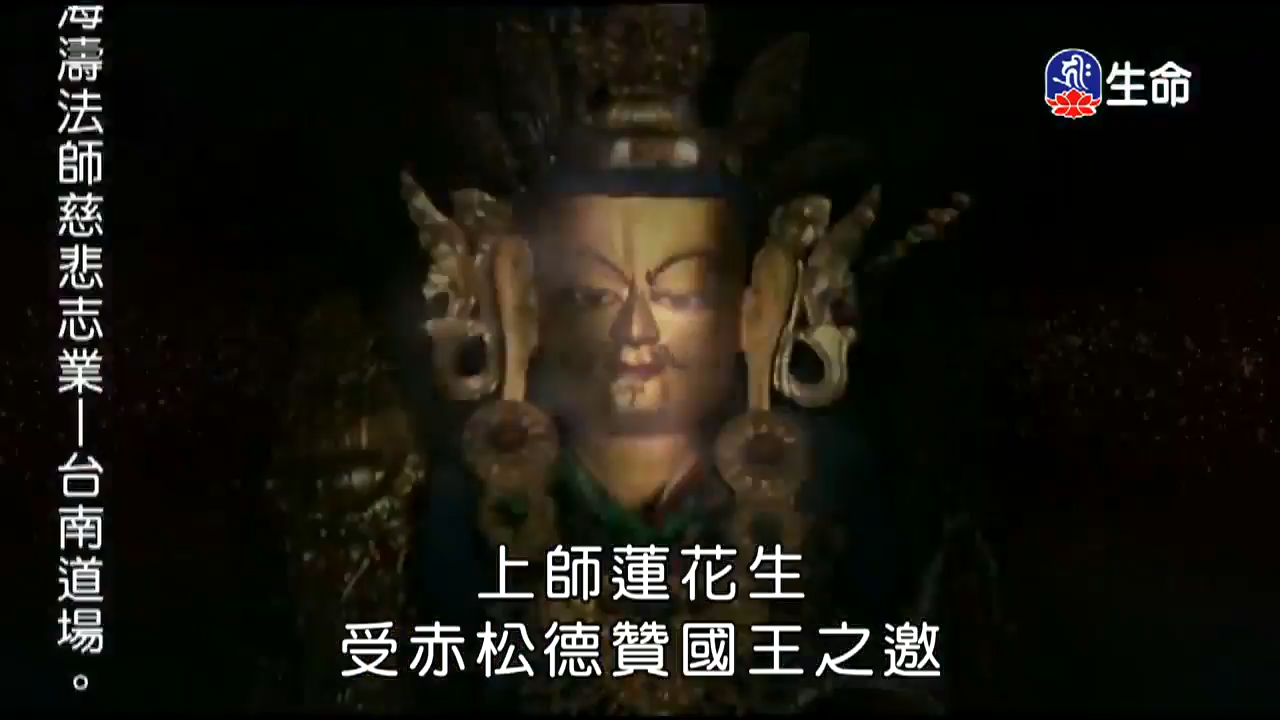 海濤法師慈悲志業—台南道場。
生命
上師蓮花生
受赤松德贊國王之邀